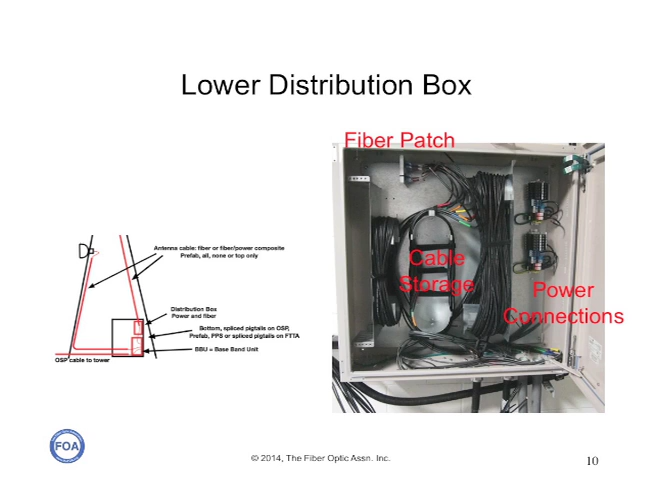 Lower Distribution Box
Fiber Patch
Cable
Storage
Power
Connections
Antenna cable: fiber or fiber/power composite
Prefab, all, none or top only
Distribution Box
Power and fiber
Bottom, spliced pigtails on OSP,
Prefab, PPS or spliced pigtails on FTTA
BBU = Base Band Unit
OSP cable to tower
FOA
© 2014, The Fiber Optic Assn. Inc.
10